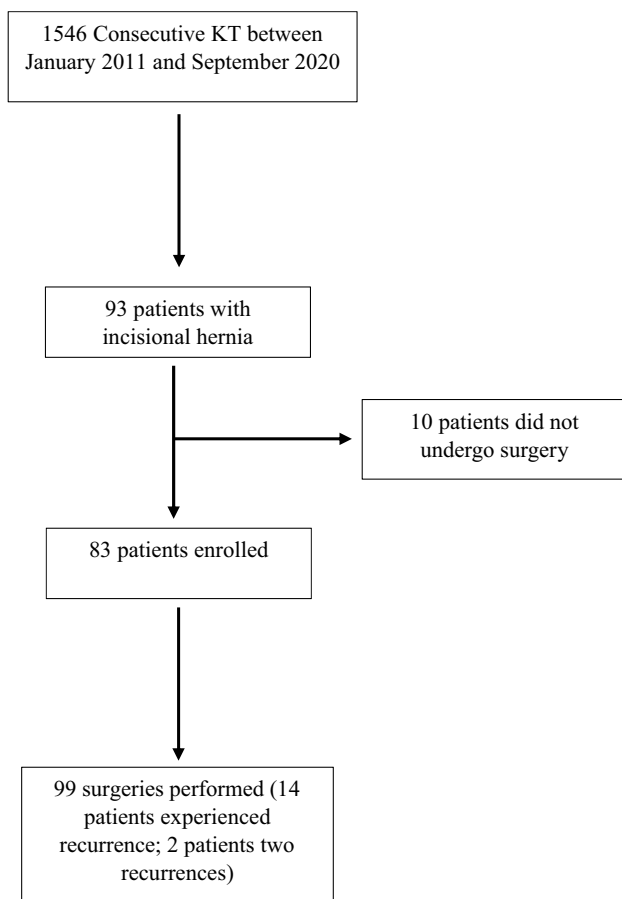 1546 Consecutive KT between
January 2011 and September 2020
93 patients with
incisional hernia
10 patients did not
undergo surgery
83 patients enrolled
99 surgeries performed (14
patients experienced
recurrence; 2 patients two
recurrences)